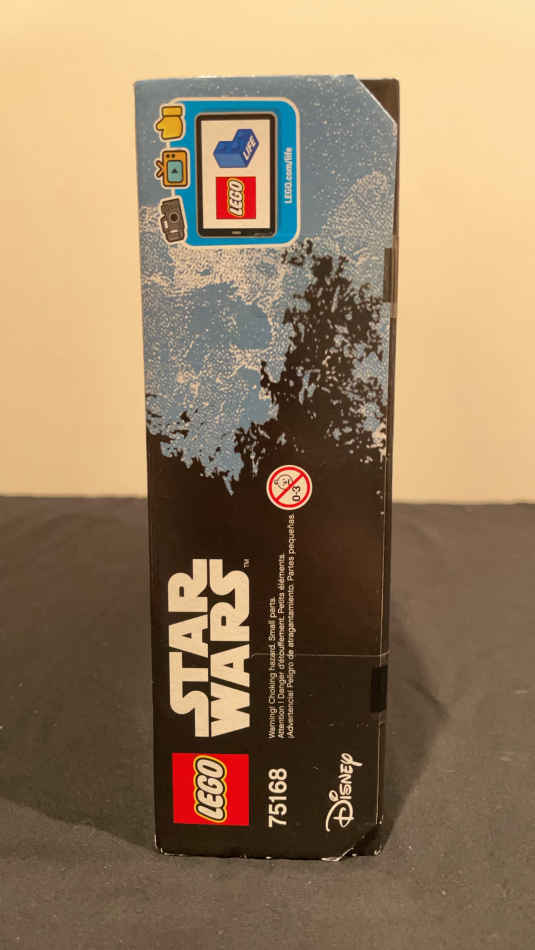 LEGO
LIFE
LEGO.com/life
0-3
STAR
WARS™
Warning! Choking hazard. Small parts.
Attention ! Danger d'étouffement. Petits éléments.
¡Advertencia! Peligro de atragantamiento. Partes pequeñas.
LEGO
75168
Disney